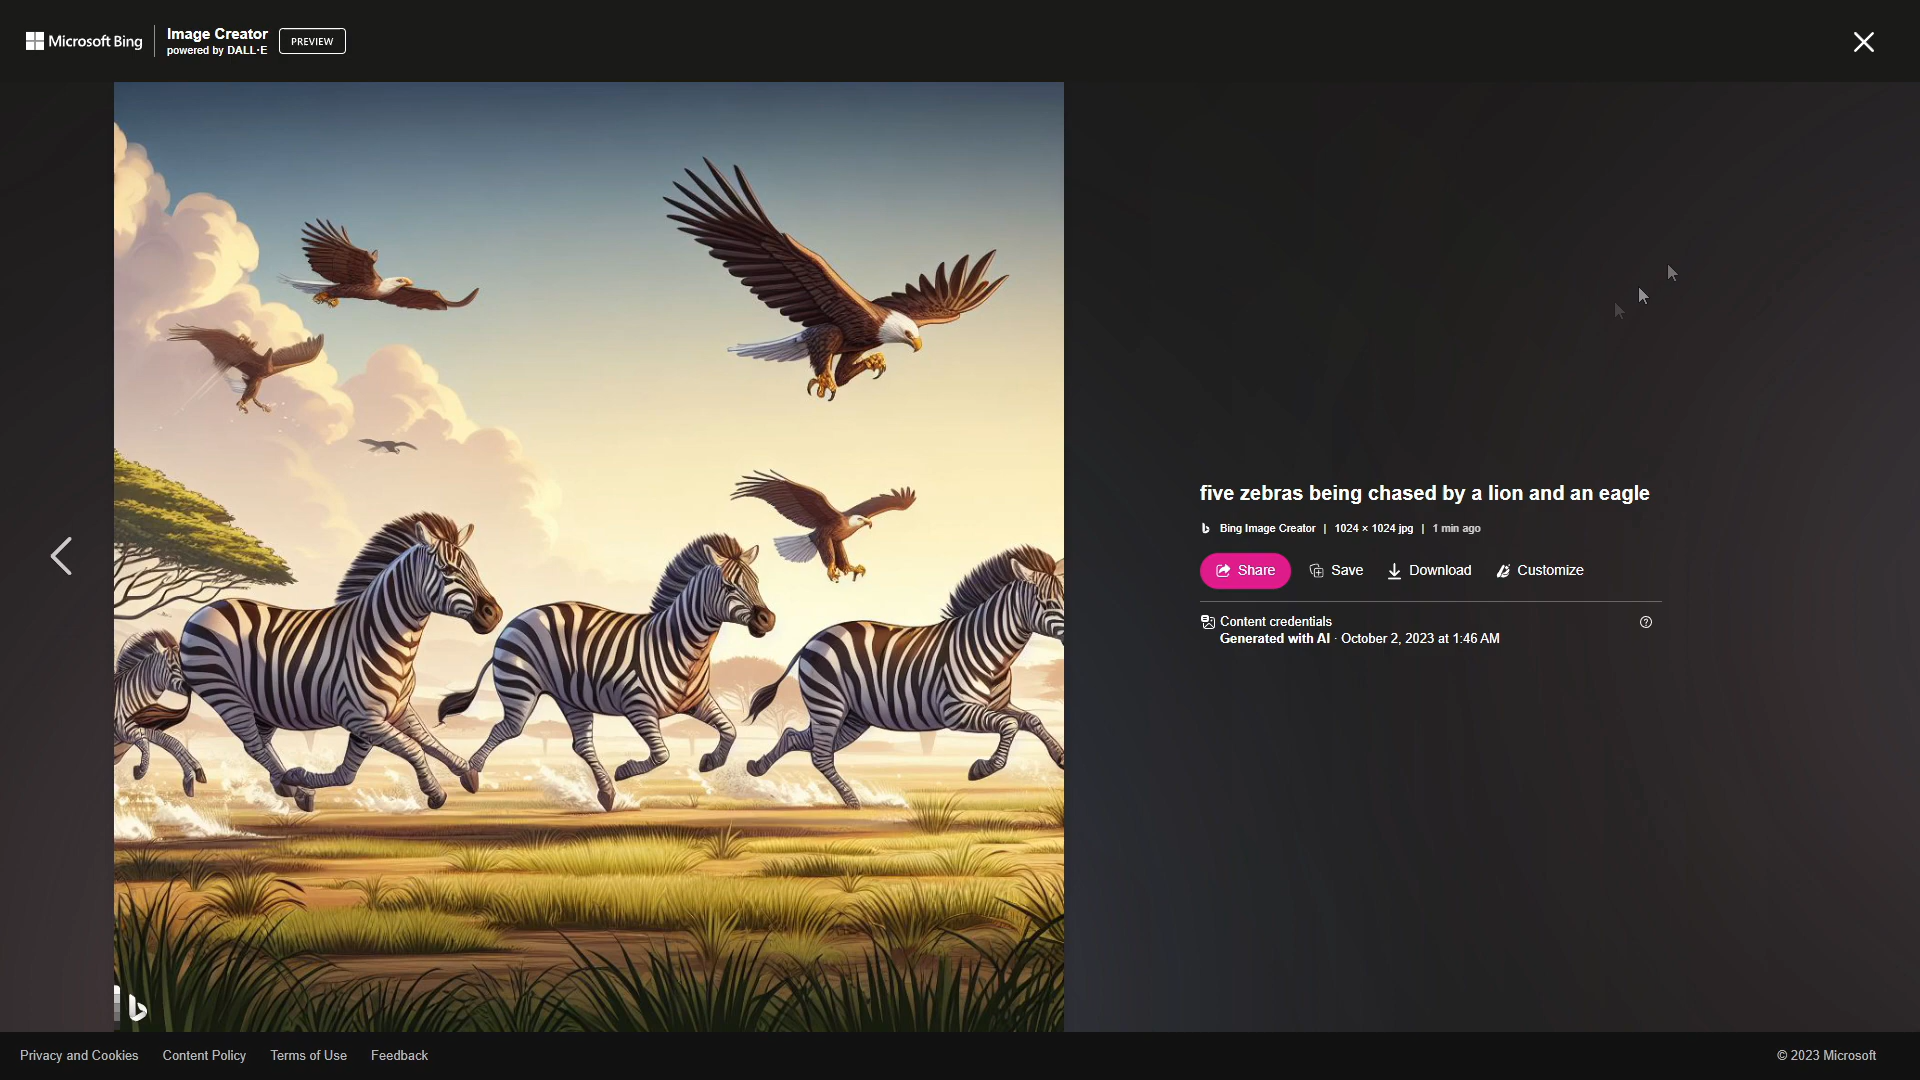 Microsoft Bing
Image Creator
powered by DALL·E
PREVIEW
five zebras being chased by a lion and an eagle
Bing Image Creator | 1024 × 1024 jpg | 1 min ago
Share Save Download Customize
Content credentials
Generated with AI · October 2, 2023 at 1:46 AM
Privacy and Cookies Content Policy Terms of Use Feedback © 2023 Microsoft